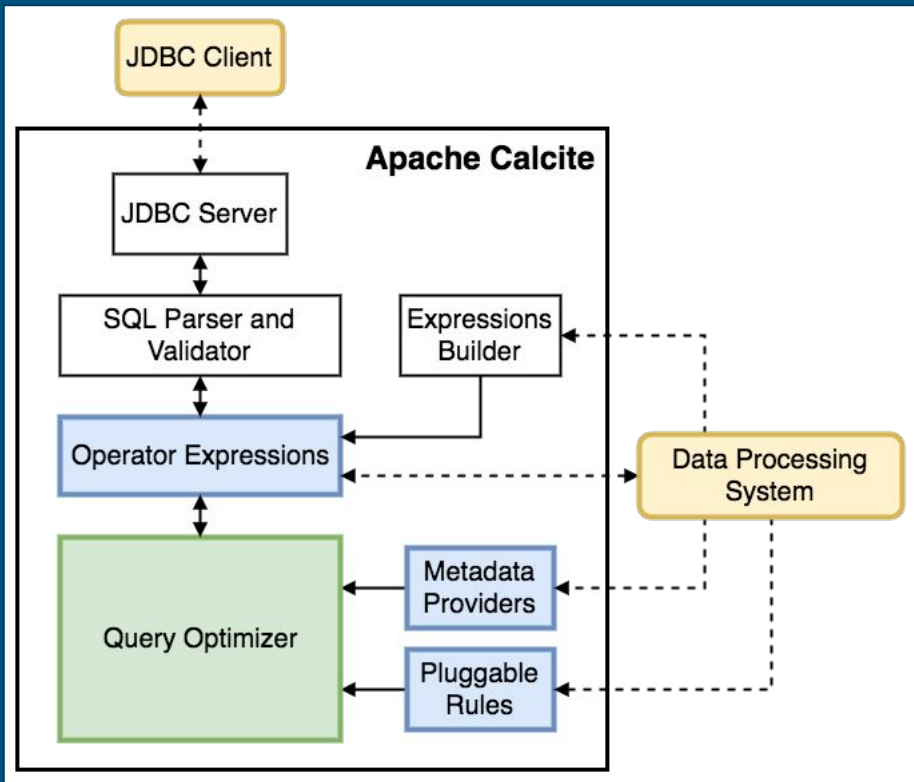 JDBC Client
Apache Calcite
JDBC Server
SQL Parser and
Validator
Expressions
Builder
Operator Expressions
Data Processing
System
Metadata
Providers
Query Optimizer
Pluggable
Rules